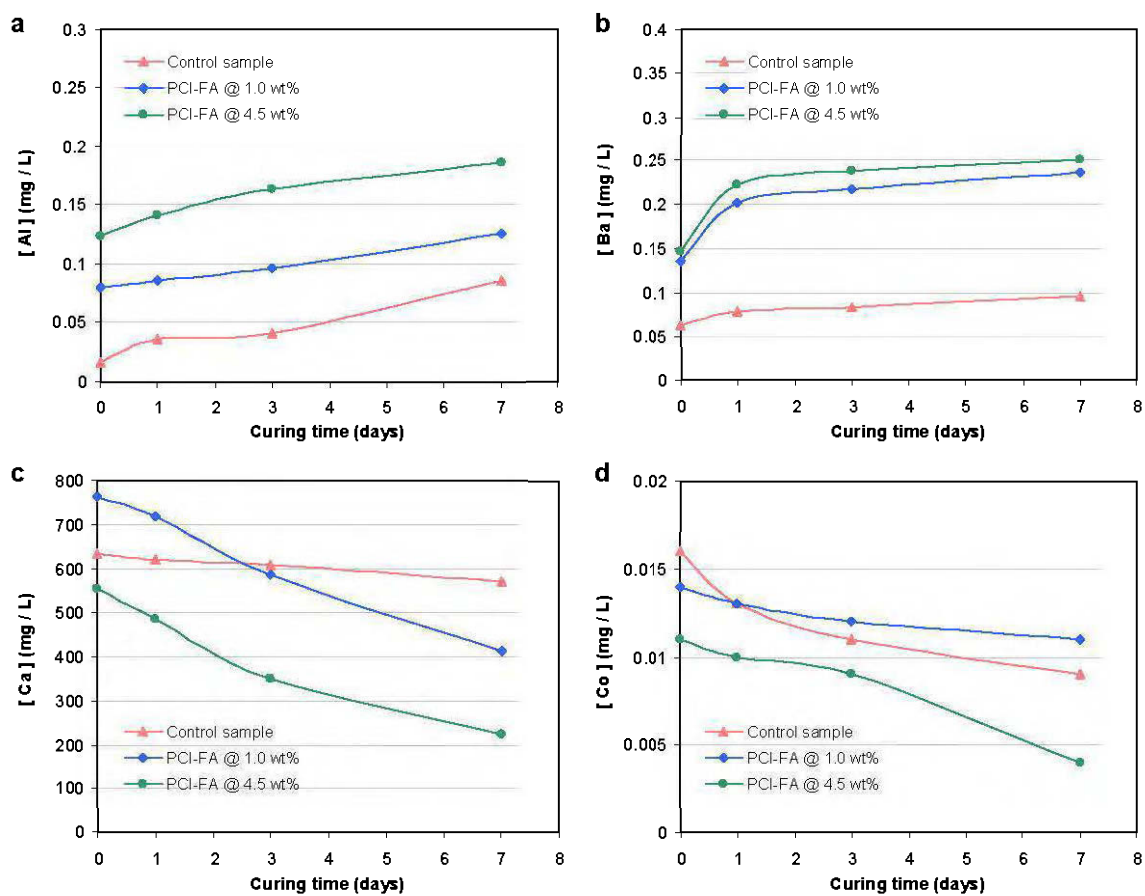 a
[ Al ] (mg / L)
0.3
0.25
0.2
0.15
0.1
0.05
0
Control sample
PCI-FA @ 1.0 wt%
PCI-FA @ 4.5 wt%
0 1 2 3 4 5 6 7 8
Curing time (days)
b
[ Ba ] (mg / L)
0.4
0.35
0.3
0.25
0.2
0.15
0.1
0.05
0
Control sample
PCI-FA @ 1.0 wt%
PCI-FA @ 4.5 wt%
0 1 2 3 4 5 6 7 8
Curing time (days)
c
[ Ca ] (mg / L)
800
700
600
500
400
300
200
100
0
Control sample
PCI-FA @ 1.0 wt%
PCI-FA @ 4.5 wt%
0 1 2 3 4 5 6 7 8
Curing time (days)
d
[ Co ] (mg / L)
0.02
0.015
0.01
0.005
0
Control sample
PCI-FA @ 1.0 wt%
PCI-FA @ 4.5 wt%
0 1 2 3 4 5 6 7 8
Curing time (days)